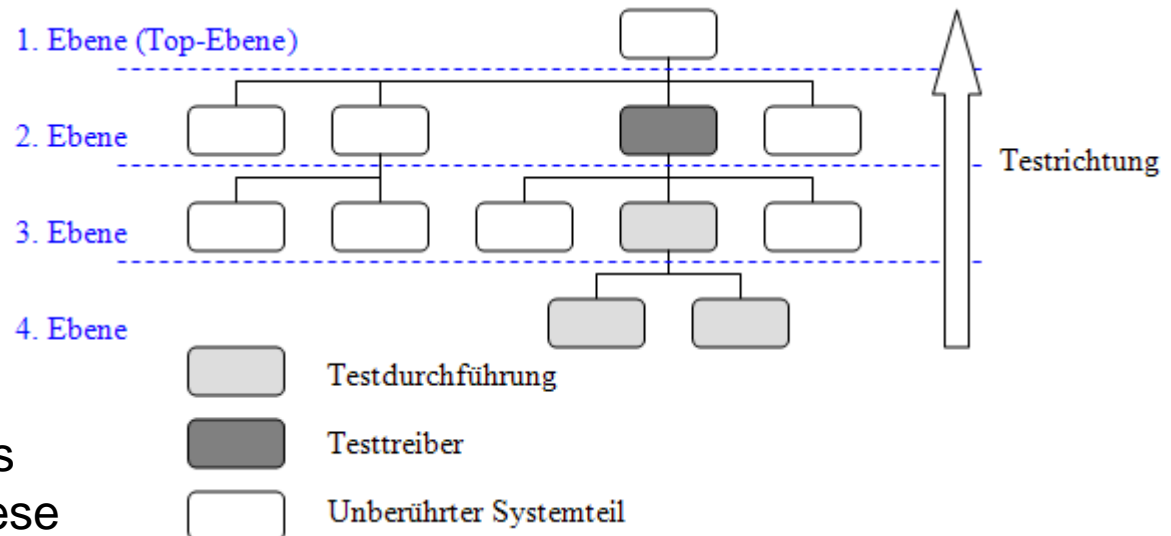 1. Ebene (Top-Ebene)
2. Ebene
Testrichtung
3. Ebene
4. Ebene
Testdurchführung
Testtreiber
Unberührter Systemteil